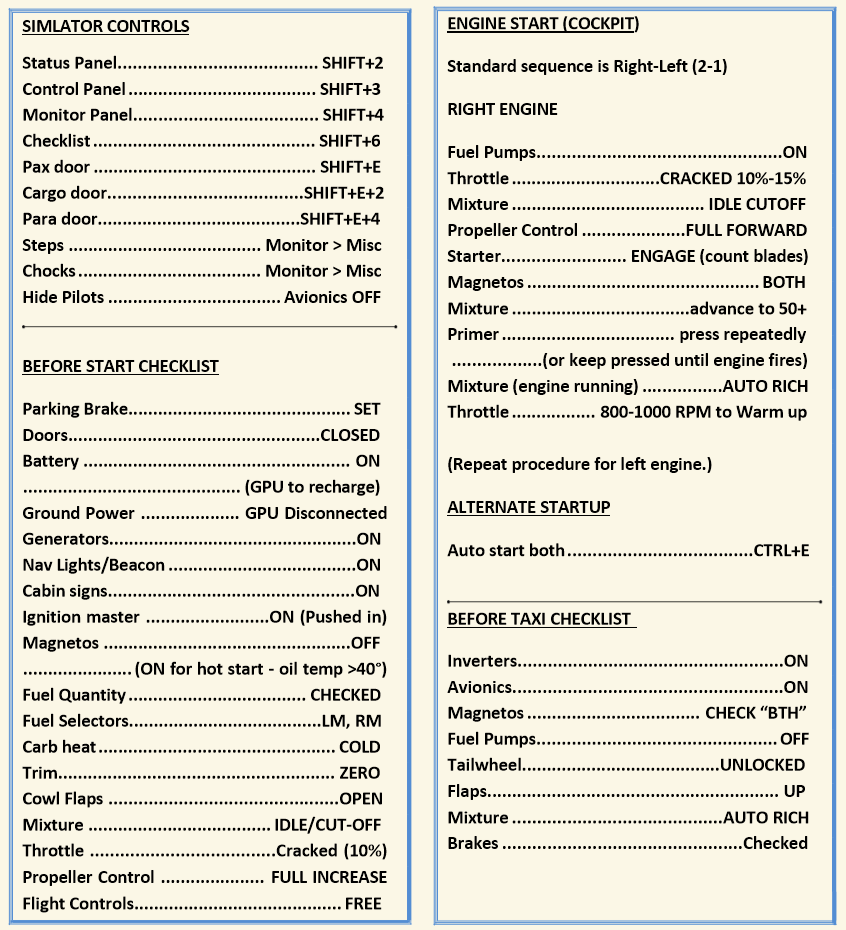 SIMLATOR CONTROLS
Status Panel.......................................... SHIFT+2
Control Panel ........................................ SHIFT+3
Monitor Panel....................................... SHIFT+4
Checklist ............................................... SHIFT+6
Pax door ............................................... SHIFT+E
Cargo door.........................................SHIFT+E+2
Para door...........................................SHIFT+E+4
Steps ........................................ Monitor > Misc
Chocks ...................................... Monitor > Misc
Hide Pilots .................................... Avionics OFF
BEFORE START CHECKLIST
Parking Brake.............................................. SET
Doors....................................................CLOSED
Battery ....................................................... ON
............................................. (GPU to recharge)
Ground Power .................... GPU Disconnected
Generators...................................................ON
Nav Lights/Beacon .......................................ON
Cabin signs...................................................ON
Ignition master .........................ON (Pushed in)
Magnetos ...................................................OFF
.......................(ON for hot start - oil temp >40°)
Fuel Quantity ..................................... CHECKED
Fuel Selectors........................................LM, RM
Carb heat ................................................. COLD
Trim.......................................................... ZERO
Cowl Flaps ...............................................OPEN
Mixture ..................................... IDLE/CUT-OFF
Throttle ......................................Cracked (10%)
Propeller Control ..................... FULL INCREASE
Flight Controls........................................... FREE
ENGINE START (COCKPIT)
Standard sequence is Right-Left (2-1)
RIGHT ENGINE
Fuel Pumps...................................................ON
Throttle ..............................CRACKED 10%-15%
Mixture ....................................... IDLE CUTOFF
Propeller Control .....................FULL FORWARD
Starter.......................... ENGAGE (count blades)
Magnetos ................................................ BOTH
Mixture .....................................advance to 50+
Primer .................................... press repeatedly
..................(or keep pressed until engine fires)
Mixture (engine running) .................AUTO RICH
Throttle ................. 800-1000 RPM to Warm up
(Repeat procedure for left engine.)
ALTERNATE STARTUP
Auto start both ......................................CTRL+E
BEFORE TAXI CHECKLIST
Inverters.......................................................ON
Avionics........................................................ON
Magnetos .................................... CHECK “BTH”
Fuel Pumps.................................................. OFF
Tailwheel......................................UNLOCKED
Flaps............................................................ UP
Mixture ............................................AUTO RICH
Brakes .................................................Checked